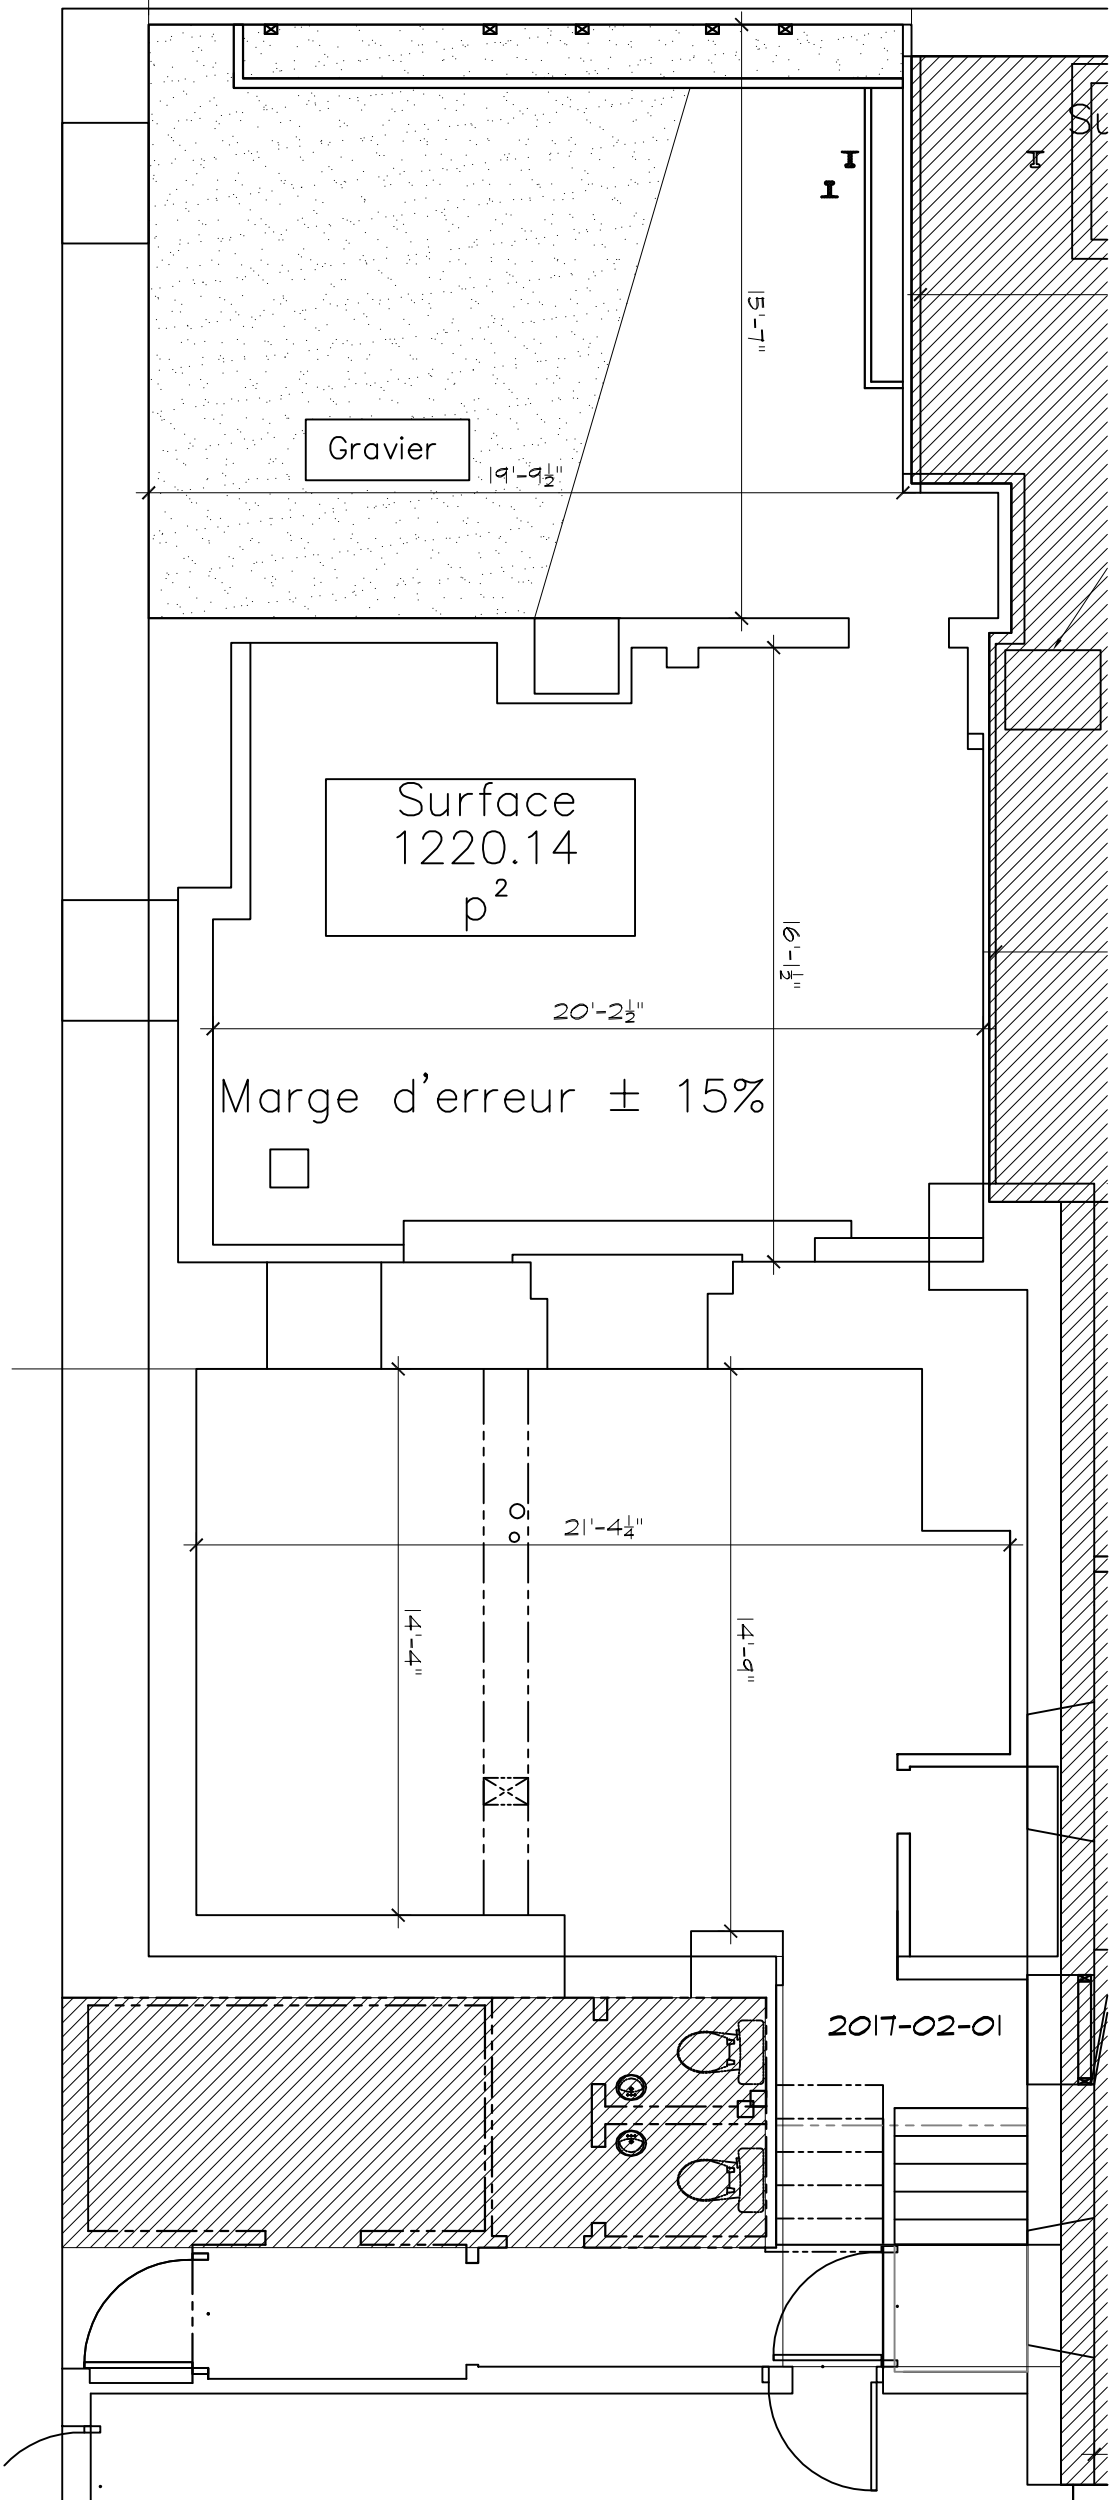 Su
15'-7"
Gravier
19'-9½"
Surface
1220.14
p²
16'-1½"
20'-2½"
Marge d'erreur ± 15%
21'-4¼"
14'-4"
14'-9"
2017-02-01